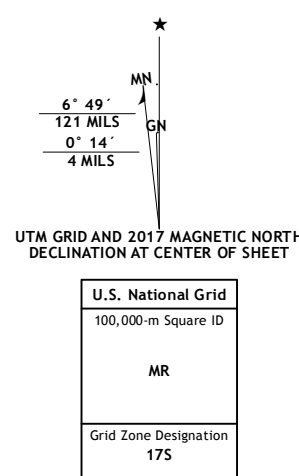 ★
MN
6° 49´
121 MILS
GN
0° 14´
4 MILS
UTM GRID AND 2017 MAGNETIC NORTH
DECLINATION AT CENTER OF SHEET
U.S. National Grid
100,000-m Square ID
MR
Grid Zone Designation
17S